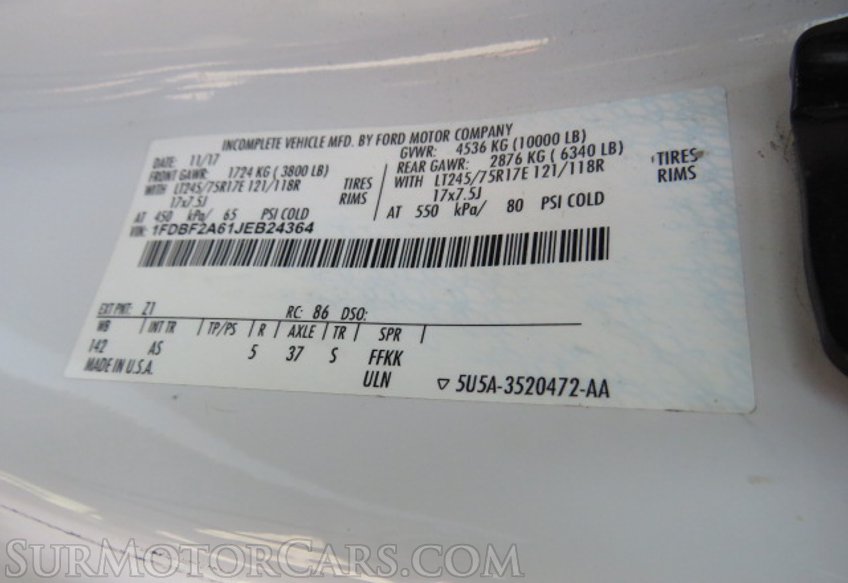 INCOMPLETE VEHICLE MFD. BY FORD MOTOR COMPANY
DATE: 11/17 GVWR: 4536 KG (10000 LB)
FRONT GAWR: 1724 KG ( 3800 LB) REAR GAWR: 2876 KG ( 6340 LB)
WITH LT245/75R17E 121/118R TIRES WITH LT245/75R17E 121/118R TIRES
17x7.5J RIMS 17x7.5J RIMS
AT 450 kPa/ 65 PSI COLD AT 550 kPa/ 80 PSI COLD
VIN: 1FDBF2A61JEB24364
EXT PNT: Z1 RC: 86 DSO:
WB INT TR TP/PS R AXLE TR SPR
142 AS 5 37 S FFKK
MADE IN U.S.A. ULN ▽ 5U5A-3520472-AA
SURMOTORCARS.COM